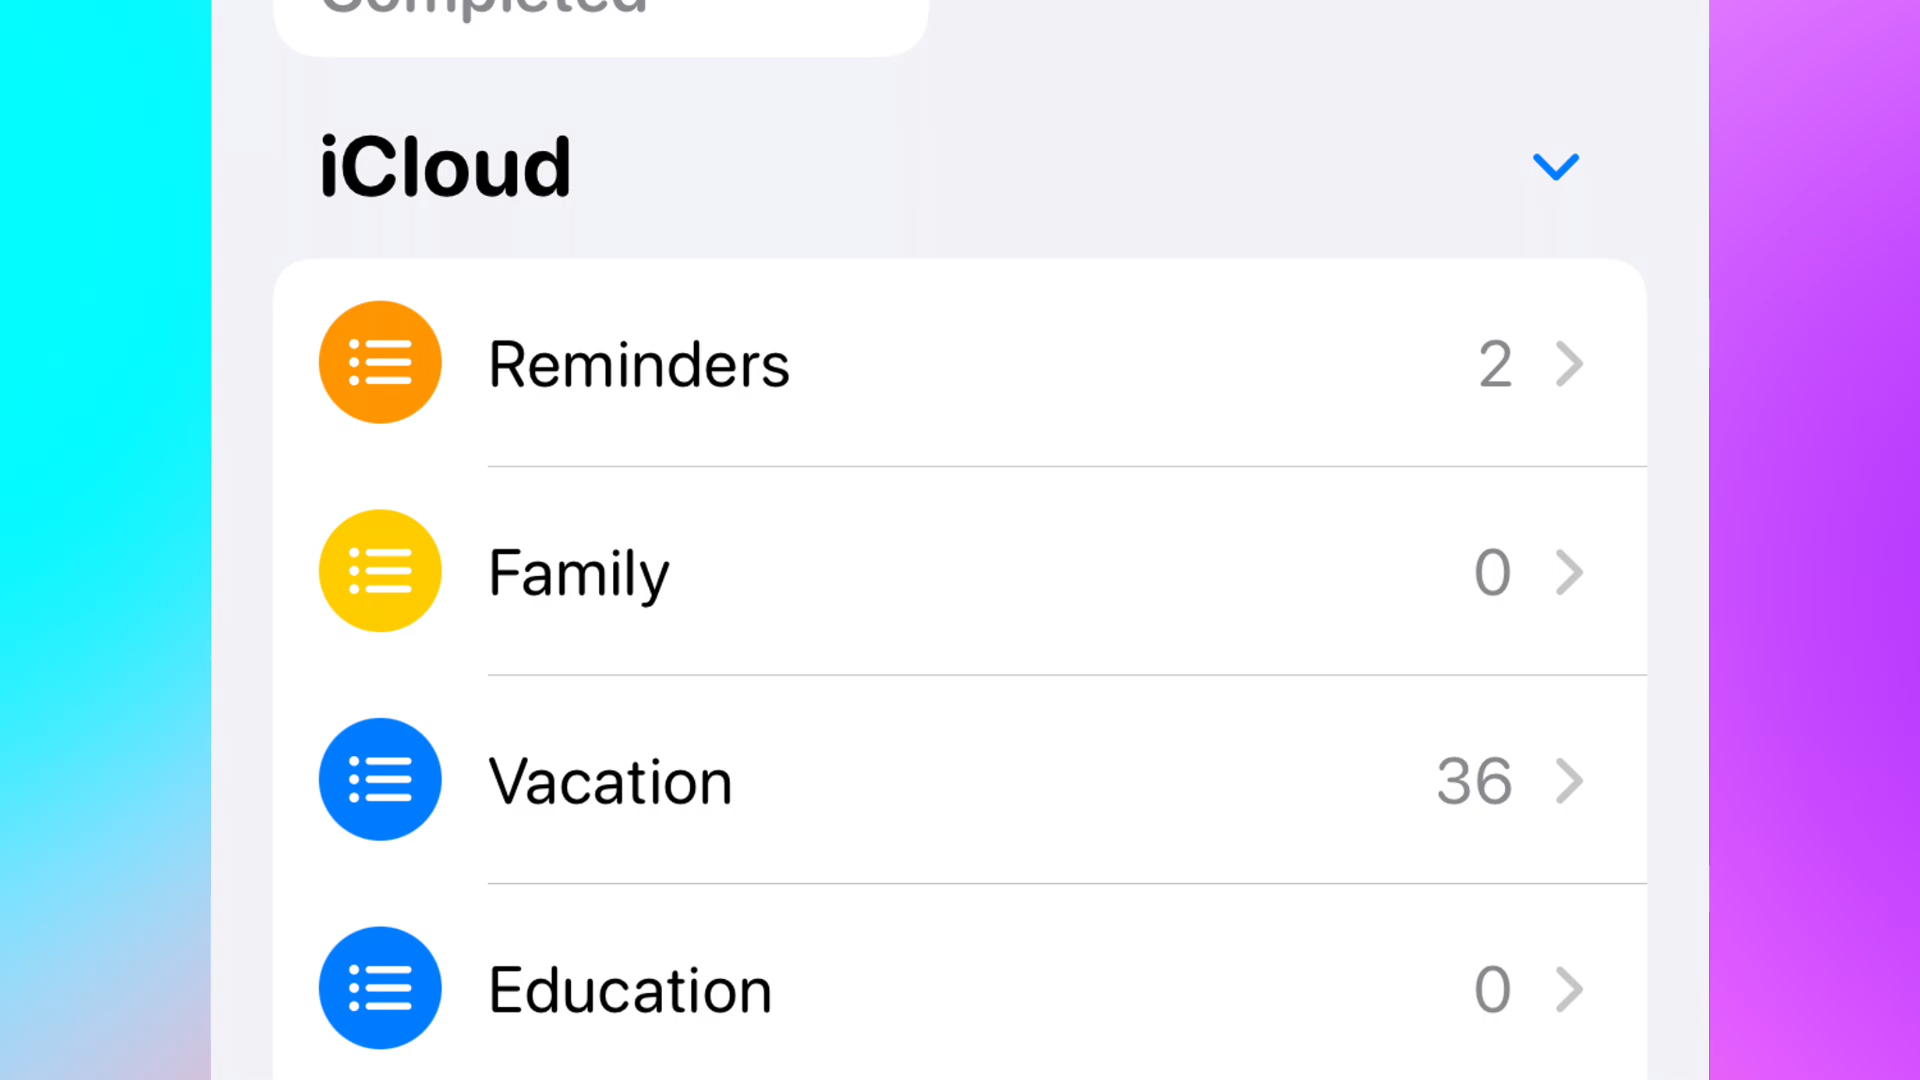 Completed
iCloud
Reminders 2
Family 0
Vacation 36
Education 0